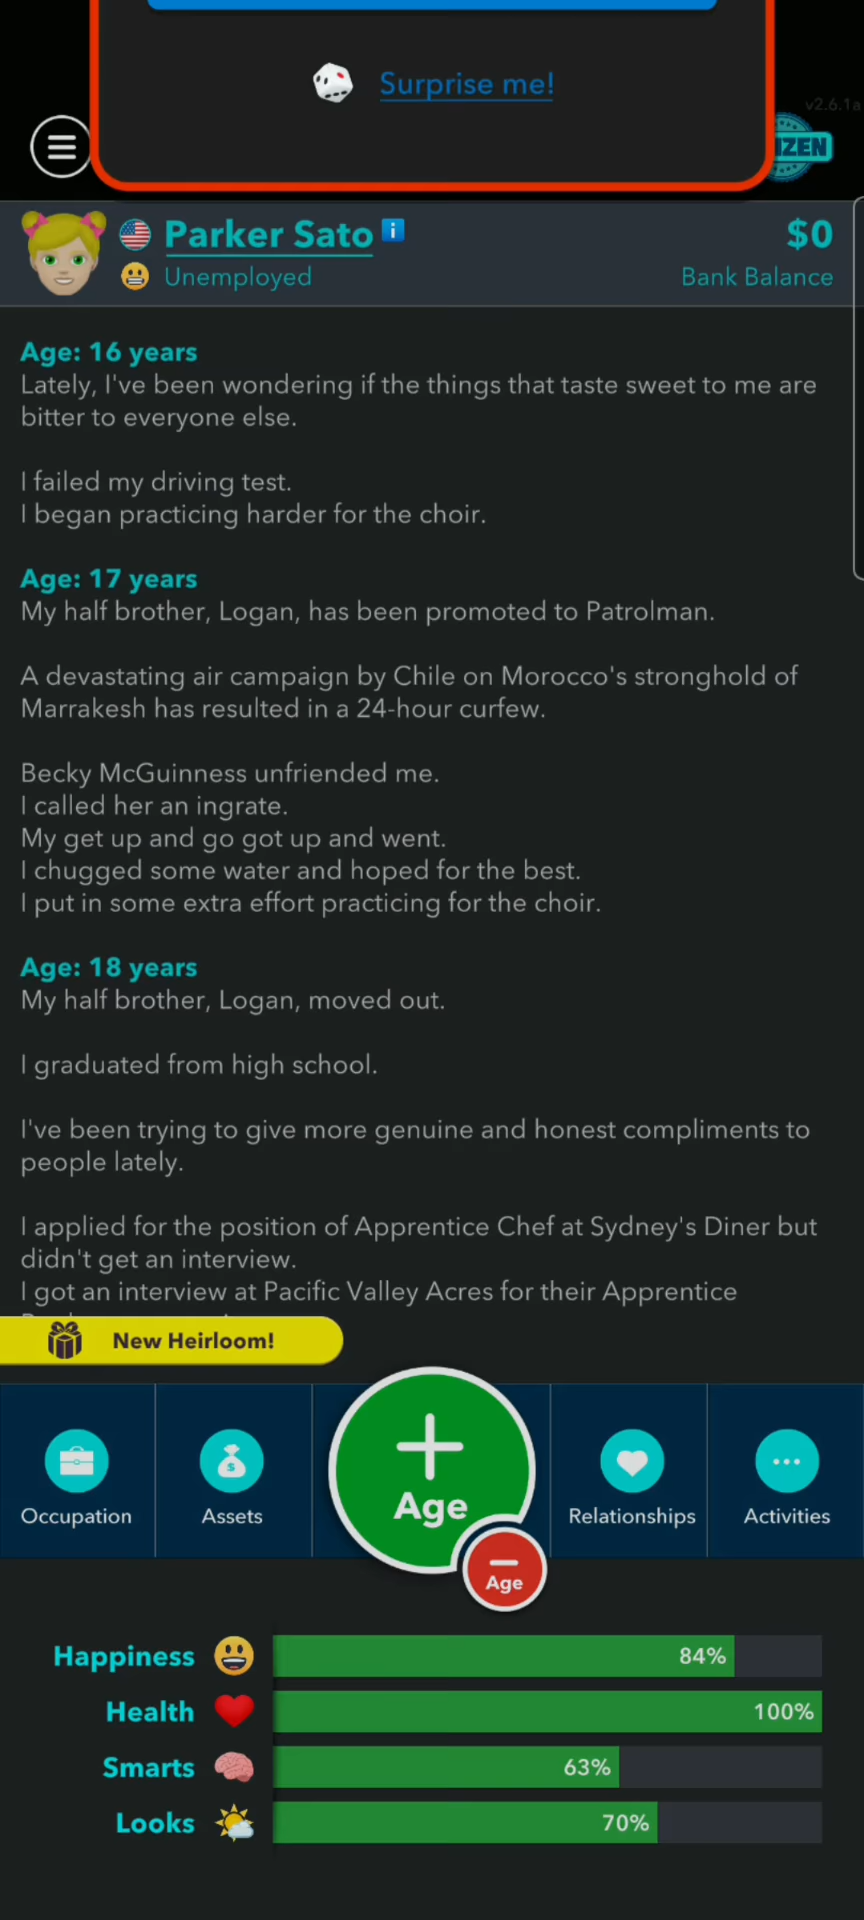 Surprise me!
v2.6.1a
IZEN
Parker Sato
$0
Unemployed
Bank Balance
Age: 16 years
Lately, I've been wondering if the things that taste sweet to me are
bitter to everyone else.
I failed my driving test.
I began practicing harder for the choir.
Age: 17 years
My half brother, Logan, has been promoted to Patrolman.
A devastating air campaign by Chile on Morocco's stronghold of
Marrakesh has resulted in a 24-hour curfew.
Becky McGuinness unfriended me.
I called her an ingrate.
My get up and go got up and went.
I chugged some water and hoped for the best.
I put in some extra effort practicing for the choir.
Age: 18 years
My half brother, Logan, moved out.
I graduated from high school.
I've been trying to give more genuine and honest compliments to
people lately.
I applied for the position of Apprentice Chef at Sydney's Diner but
didn't get an interview.
I got an interview at Pacific Valley Acres for their Apprentice
New Heirloom!
Occupation
Assets
Age
Relationships
Activities
Age
Happiness 84%
Health 100%
Smarts 63%
Looks 70%